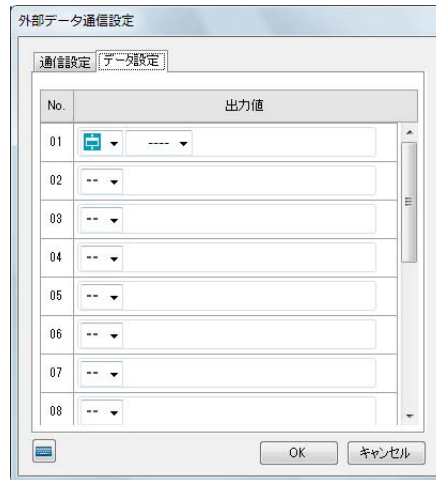 外部データ通信設定
通信設定 データ設定
No. 出力値
01 ----
02 --
03 --
04 --
05 --
06 --
07 --
08 --
OK キャンセル